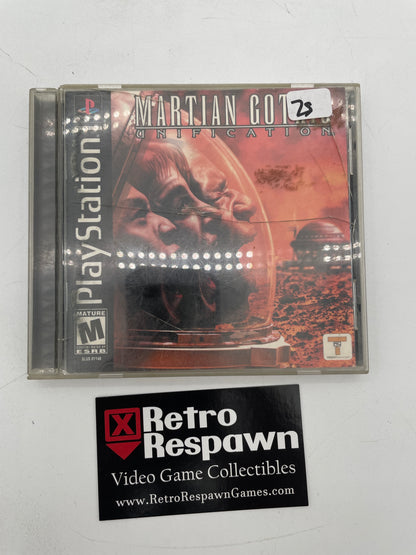 MARTIAN GOT
25
UNIFICATION
PlayStation
MATURE
M
ESRB
T
Retro
Respawn
Video Game Collectibles
www.RetroRespawnGames.com